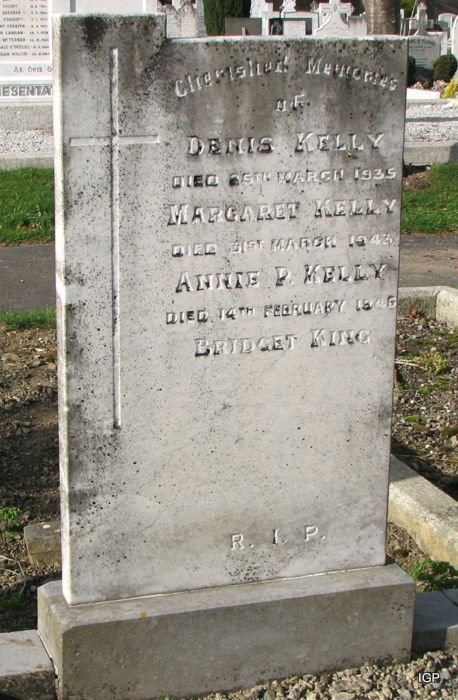 Cherished Memories
OF
DENIS KELLY
DIED 25TH MARCH 1935
MARGARET KELLY
DIED 31ST MARCH 1943
ANNIE P. KELLY
DIED 14TH FEBRUARY 1946
BRIDGET KING
R. I. P.
IGP